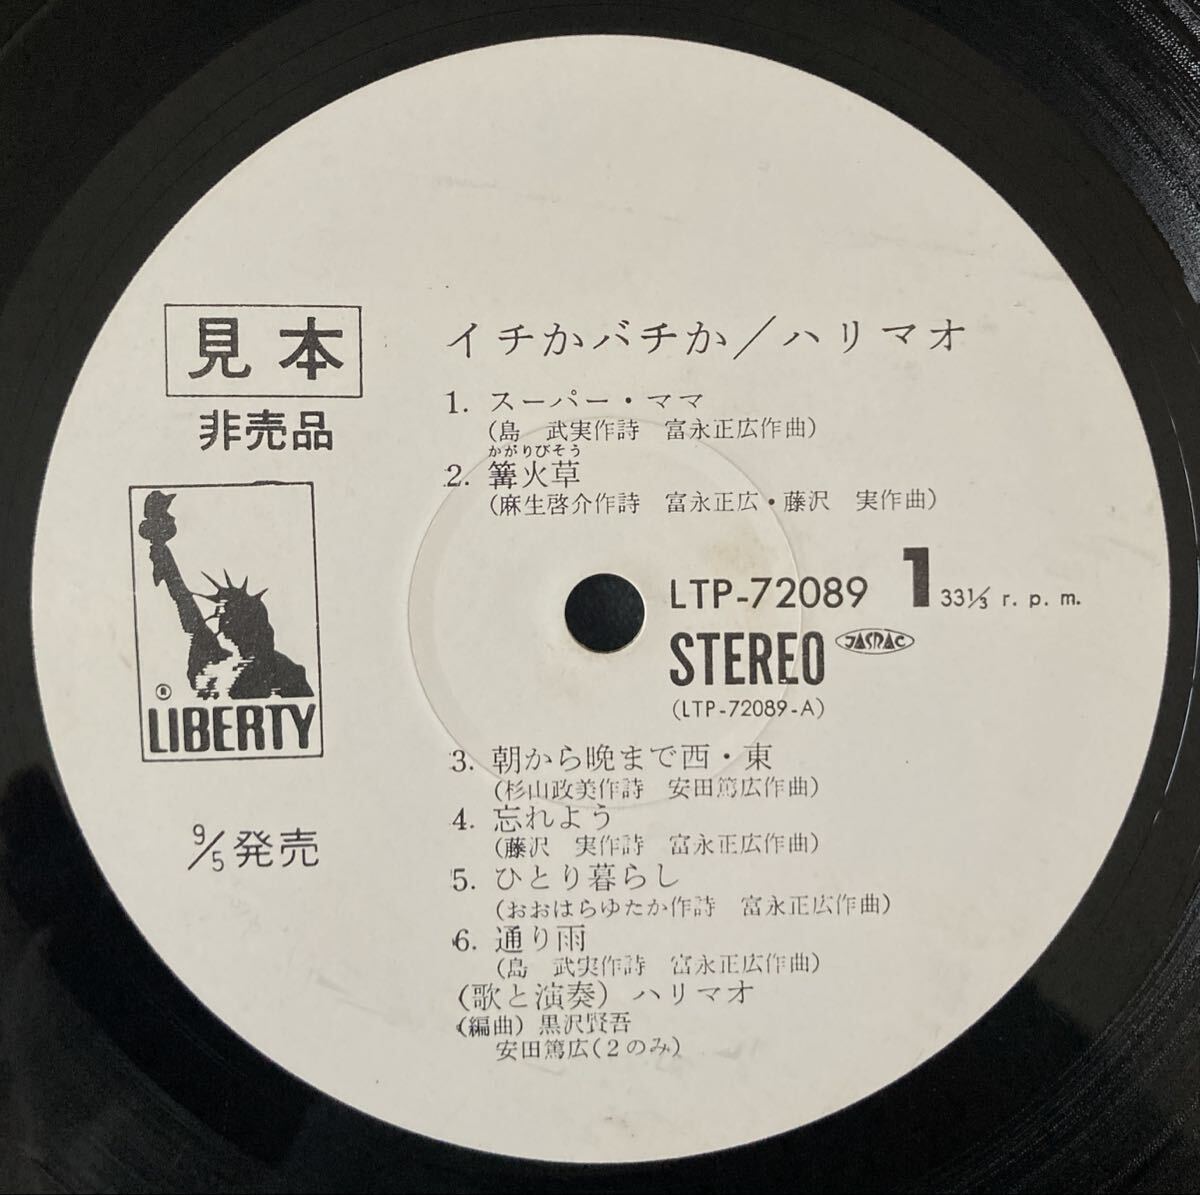 見本
非売品
イチかバチか／ハリマオ
1. スーパー・ママ
(島 武実作詩 富永正広作曲)
かがりびそう
2. 篝火草
(麻生啓介作詩 富永正広・藤沢 実作曲)
LTP-72089 1 33 1/3 r.p.m.
STEREO JASRAC
(LTP-72089-A)
® LIBERTY
9/5発売
3. 朝から晩まで西・東
(杉山政美作詩 安田篤広作曲)
4. 忘れよう
(藤沢 実作詩 富永正広作曲)
5. ひとり暮らし
(おおはらゆたか作詩 富永正広作曲)
6. 通り雨
(島 武実作詩 富永正広作曲)
(歌と演奏) ハリマオ
(編曲) 黒沢賢吾
安田篤広(2のみ)